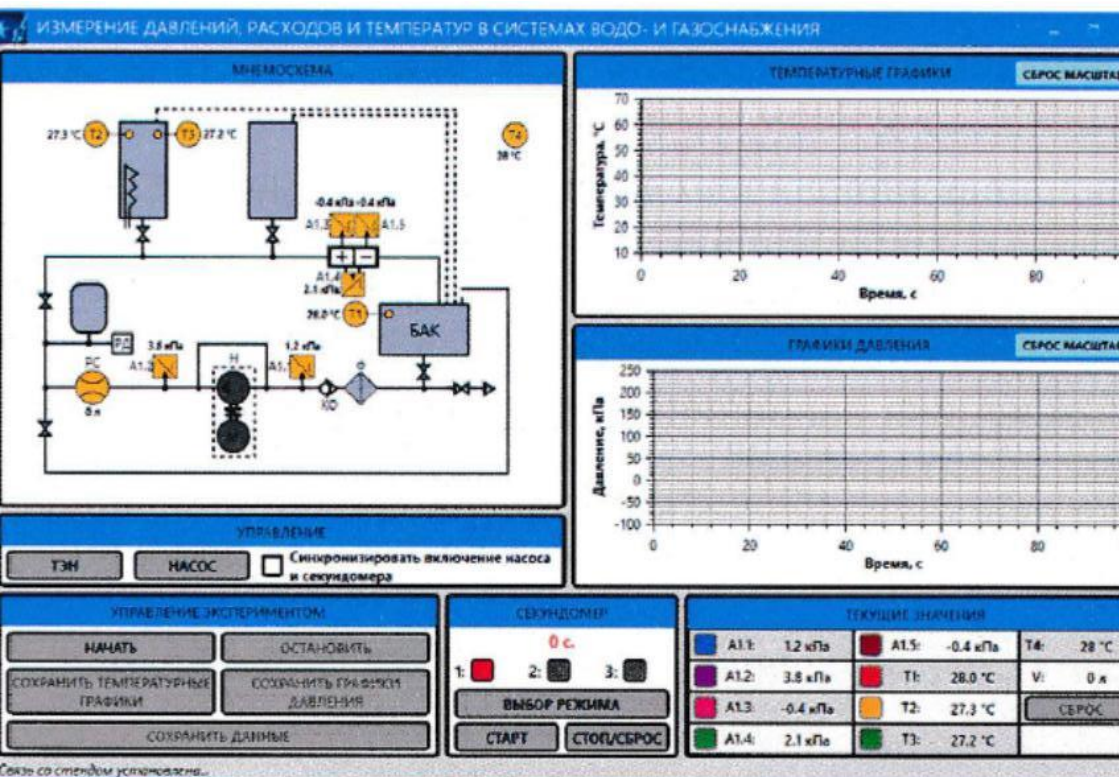 ИЗМЕРЕНИЕ ДАВЛЕНИЙ, РАСХОДОВ И ТЕМПЕРАТУР В СИСТЕМАХ ВОДО- И ГАЗОСНАБЖЕНИЯ
МНЕМОСХЕМА
27.3 °C T2 T3 27.2 °C
T4
28 °C
-0.4 кПа -0.4 кПа
A1.3 A1.5
+ -
A1.4
2.1 кПа
28.0 °C T1
БАК
РД
РС
A1.2 3.8 кПа
Н
1.2 кПа
A1.1
КО
Ф
0 л
ТЕМПЕРАТУРНЫЕ ГРАФИКИ
СБРОС МАСШТАБ
Температура, °C
70
60
50
40
30
20
10
0 20 40 60 80
Время, с
ГРАФИКИ ДАВЛЕНИЯ
СБРОС МАСШТАБ
Давление, кПа
250
200
150
100
50
0
-50
-100
0 20 40 60 80
Время, с
УПРАВЛЕНИЕ
ТЭН
НАСОС
Синхронизировать включение насоса
и секундомера
УПРАВЛЕНИЕ ЭКСПЕРИМЕНТОМ
НАЧАТЬ
ОСТАНОВИТЬ
СОХРАНИТЬ ТЕМПЕРАТУРНЫЕ
ГРАФИКИ
СОХРАНИТЬ ГРАФИКИ
ДАВЛЕНИЯ
СОХРАНИТЬ ДАННЫЕ
СЕКУНДОМЕР
0 с.
1: 2: 3:
ВЫБОР РЕЖИМА
СТАРТ
СТОП/СБРОС
ТЕКУЩИЕ ЗНАЧЕНИЯ
A1.1: 1.2 кПа A1.5: -0.4 кПа T4: 28 °C
A1.2: 3.8 кПа T1: 28.0 °C V: 0 л
A1.3: -0.4 кПа T2: 27.3 °C СБРОС
A1.4: 2.1 кПа T3: 27.2 °C
Связь со стендом установлена...